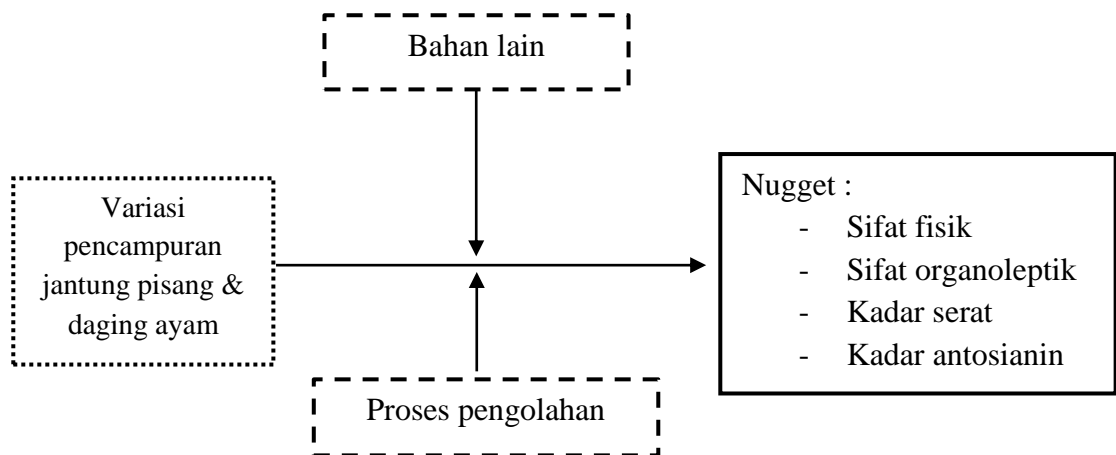 Bahan lain
Variasi
pencampuran
jantung pisang &
daging ayam
Nugget :
- Sifat fisik
- Sifat organoleptik
- Kadar serat
- Kadar antosianin
Proses pengolahan